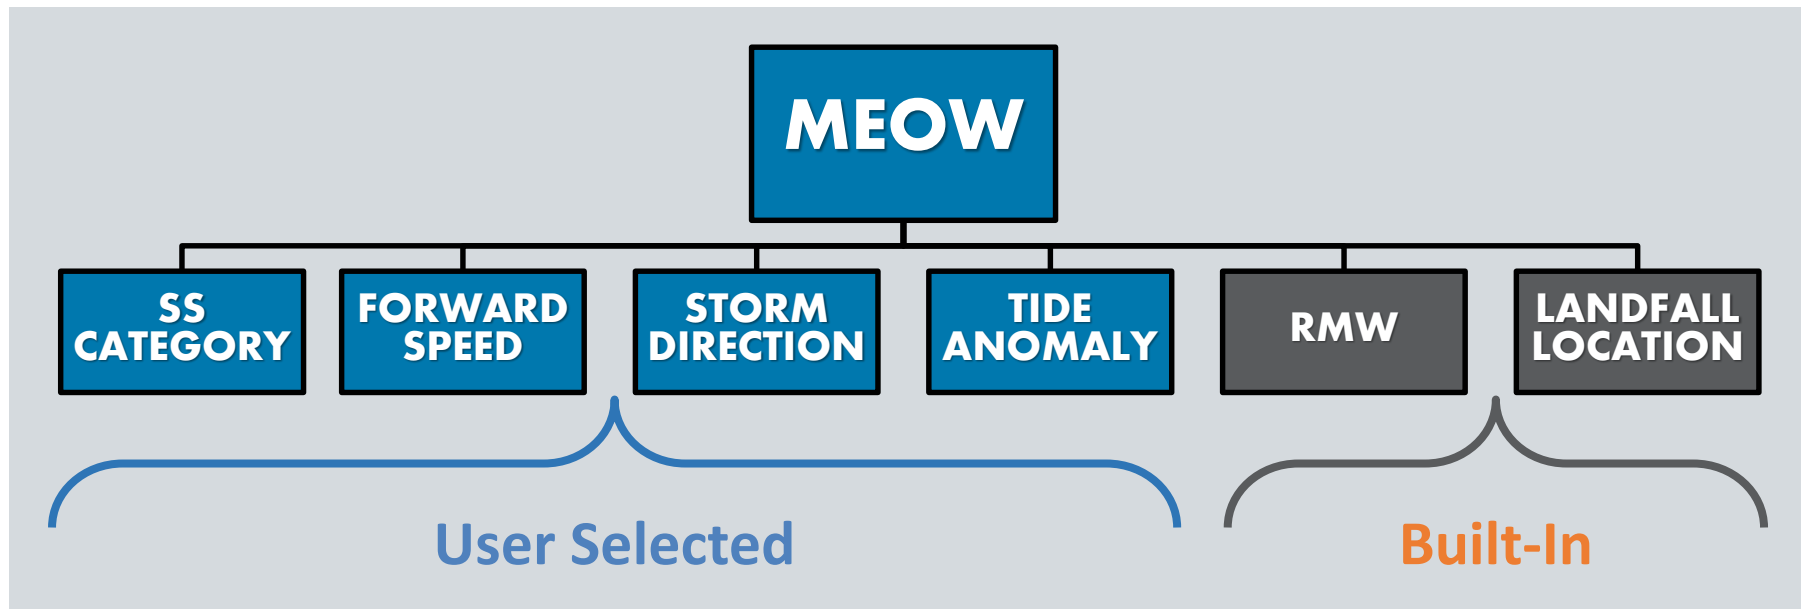 MEOW
SS
CATEGORY
FORWARD
SPEED
STORM
DIRECTION
TIDE
ANOMALY
RMW
LANDFALL
LOCATION
User Selected
Built-In